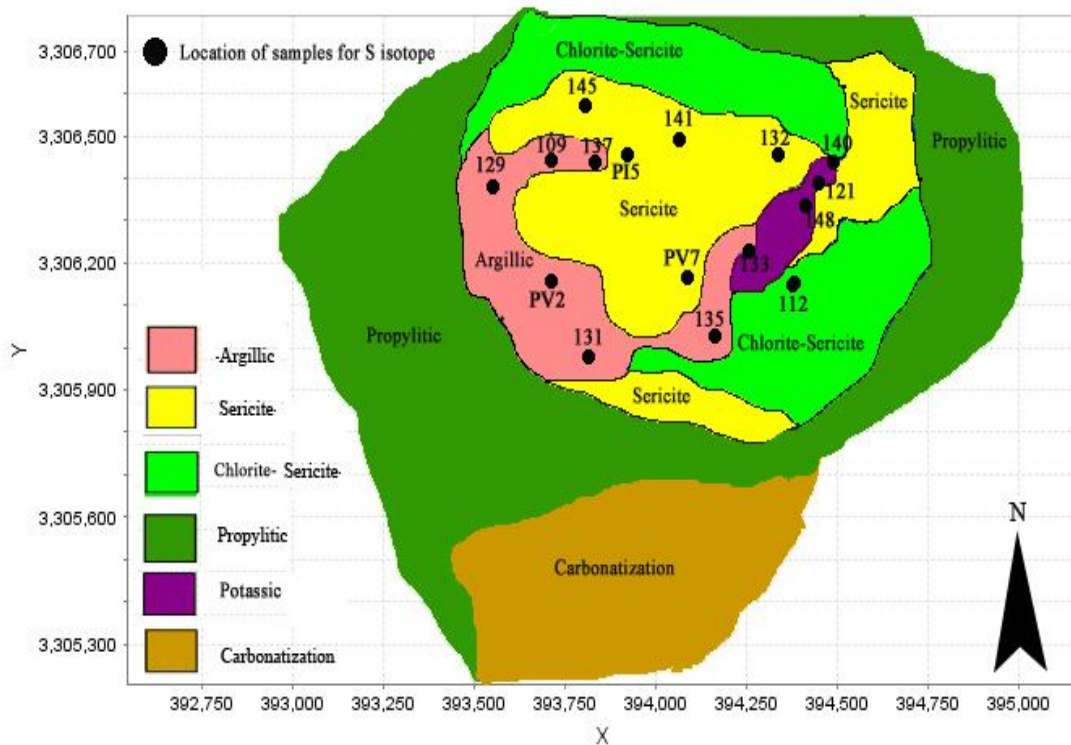 3,306,700
3,306,500
3,306,200
3,305,900
3,305,600
3,305,300
Y
Location of samples for S isotope
Chlorite-Sericite
Sericite
Propylitic
145
141
132
140
109
137
129
PI5
121
Sericite
148
Argillic
PV7
133
PV2
112
135
131
Propylitic
Chlorite-Sericite
Sericite
-Argillic
Sericite-
Chlorite- Sericite-
Propylitic
Potassic
Carbonatization
Carbonatization
N
392,750 393,000 393,250 393,500 393,750 394,000 394,250 394,500 394,750 395,000
X